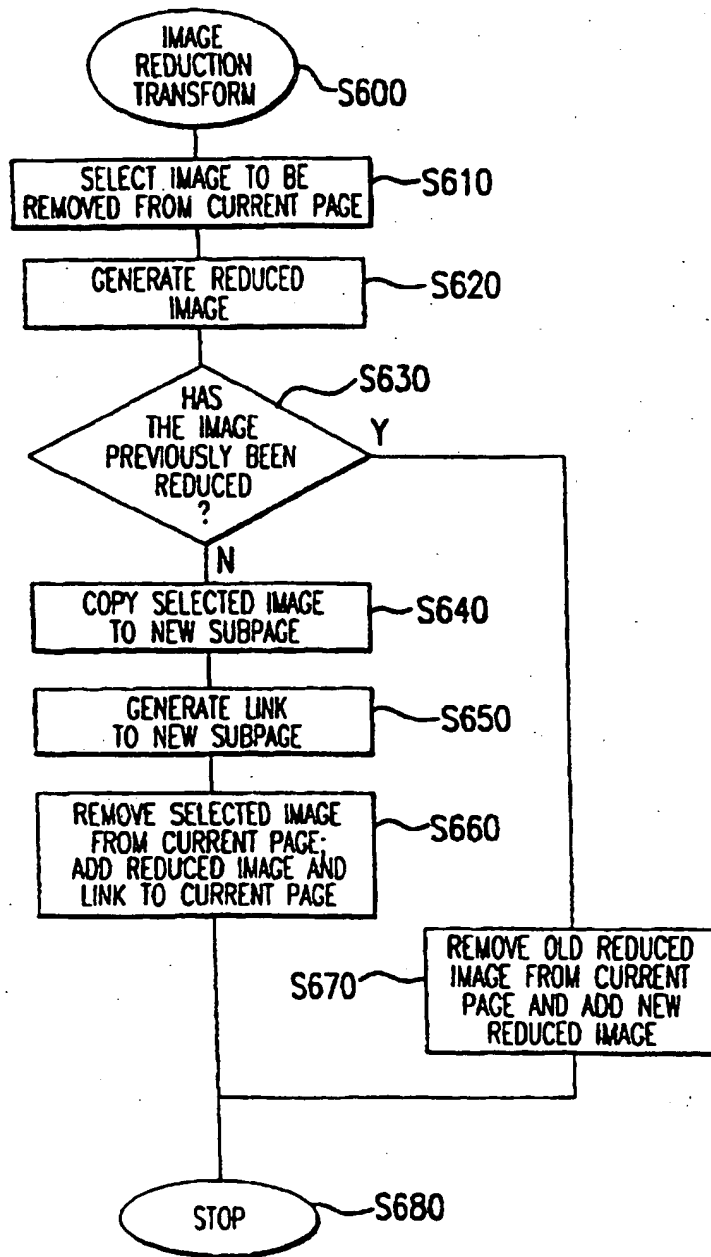 IMAGE
REDUCTION
TRANSFORM
S600
SELECT IMAGE TO BE
REMOVED FROM CURRENT PAGE
S610
GENERATE REDUCED
IMAGE
S620
S630
HAS
THE IMAGE
PREVIOUSLY BEEN
REDUCED
?
Y
N
COPY SELECTED IMAGE
TO NEW SUBPAGE
S640
GENERATE LINK
TO NEW SUBPAGE
S650
REMOVE SELECTED IMAGE
FROM CURRENT PAGE;
ADD REDUCED IMAGE AND
LINK TO CURRENT PAGE
S660
S670
REMOVE OLD REDUCED
IMAGE FROM CURRENT
PAGE AND ADD NEW
REDUCED IMAGE
STOP
S680